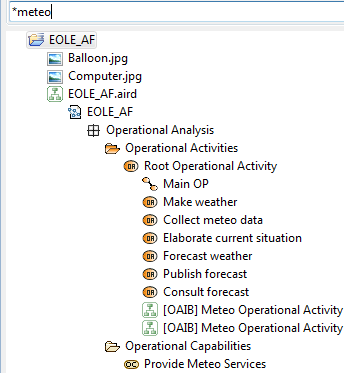 *meteo
EOLE_AF
Balloon.jpg
Computer.jpg
EOLE_AF.aird
EOLE_AF
Operational Analysis
Operational Activities
OA Root Operational Activity
Main OP
OA Make weather
OA Collect meteo data
OA Elaborate current situation
OA Forecast weather
OA Publish forecast
OA Consult forecast
[OAIB] Meteo Operational Activity
[OAIB] Meteo Operational Activity
Operational Capabilities
OC Provide Meteo Services